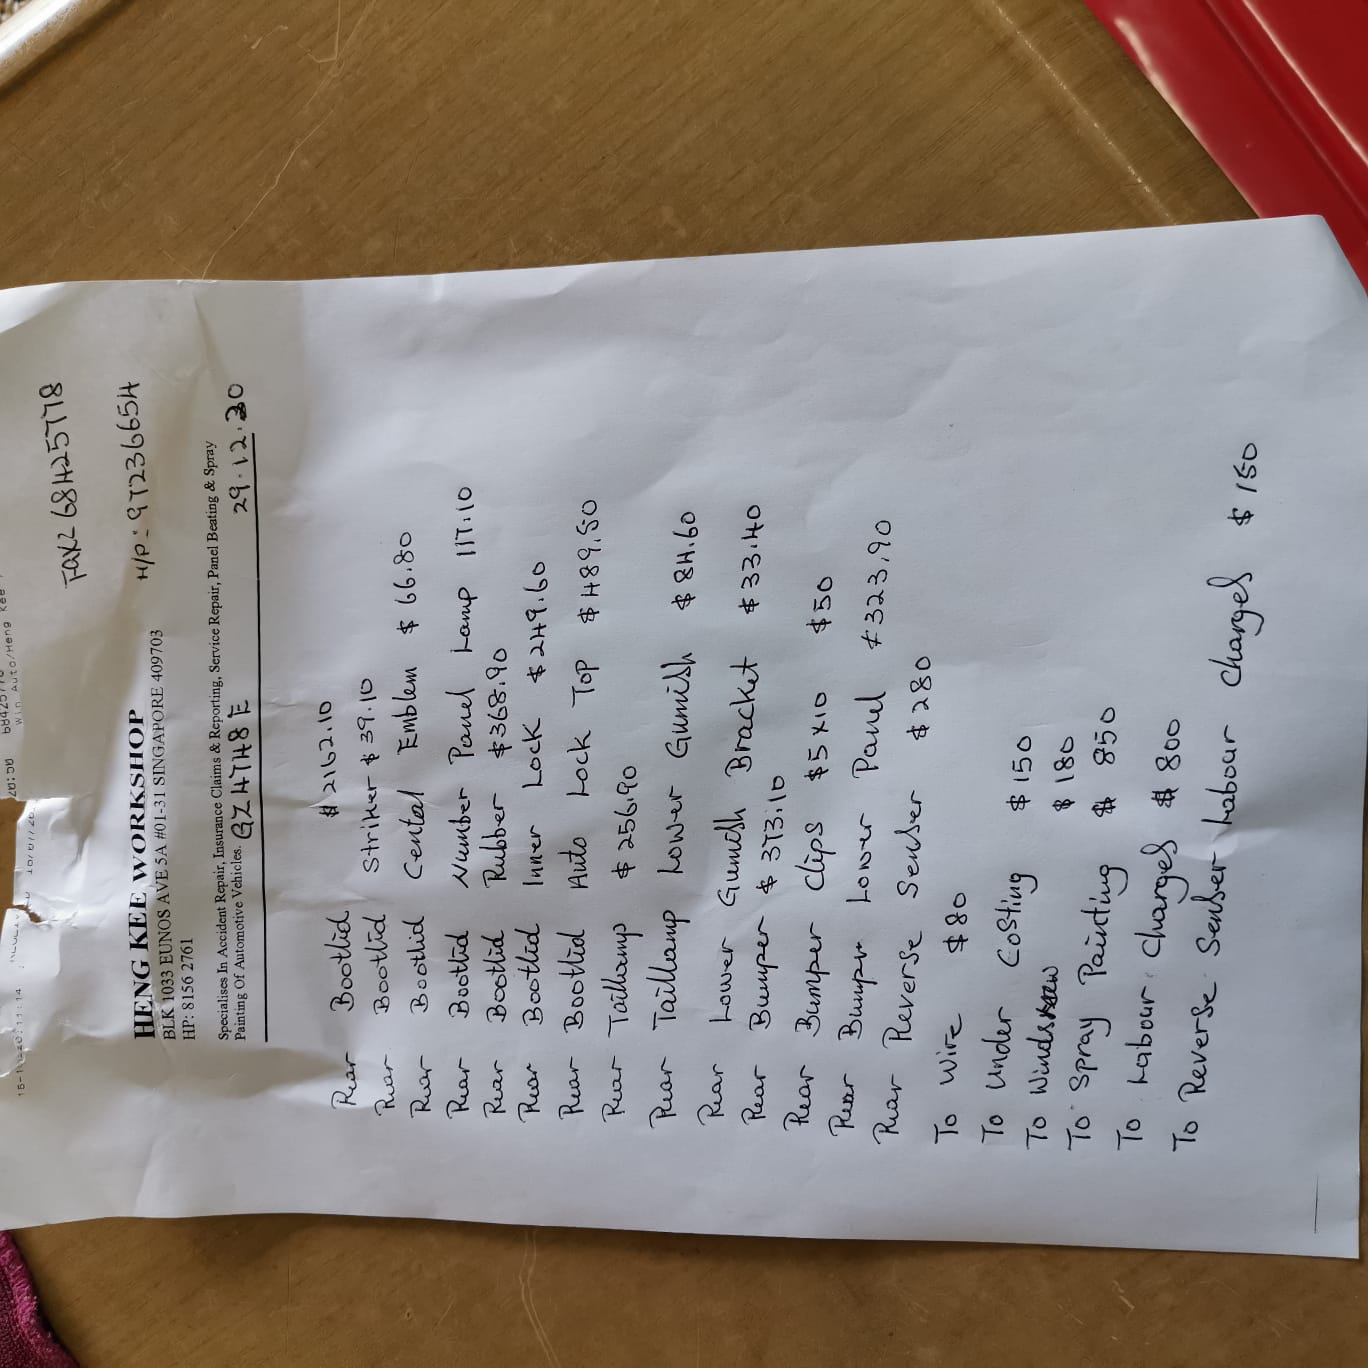 Fax: 68425778
HENG KEE WORKSHOP
H/P: 97236654
BLK 1033 EUNOS AVE 5A #01-31 SINGAPORE 409703
HP: 8156 2761
Specialises In Accident Repair, Insurance Claims & Reporting, Service Repair, Panel Beating & Spray
Painting Of Automotive Vehicles. GZ4748E 29.12.20
Rear Bootlid $2162.10
Rear Bootlid Striker $39.10
Rear Bootlid Cental Emblem $66.80
Rear Bootlid Number Panel Lamp 117.10
Rear Bootlid Rubber $368.90
Rear Bootlid Inner Lock $249.60
Rear Bootlid Auto Lock Top $489.50
Rear Taillamp $256.90
Rear Taillamp Lower Gunish $84.60
Rear Lower Gunish Bracket $33.40
Rear Bumper $373.10
Rear Bumper Clips $5x10 $50
Rear Bumper Lower Panel $323.90
Rear Reverse Senser $280
To Wire $80
To Under Costing $150
To Windscreen $180
To Spray Painting $850
To Labour Charges $800
To Reverse Senser Labour Charges $150